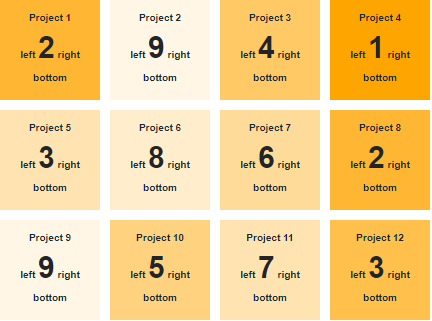 Project 1
left 2 right
bottom
Project 2
left 9 right
bottom
Project 3
left 4 right
bottom
Project 4
left 1 right
bottom
Project 5
left 3 right
bottom
Project 6
left 8 right
bottom
Project 7
left 6 right
bottom
Project 8
left 2 right
bottom
Project 9
left 9 right
bottom
Project 10
left 5 right
bottom
Project 11
left 7 right
bottom
Project 12
left 3 right
bottom